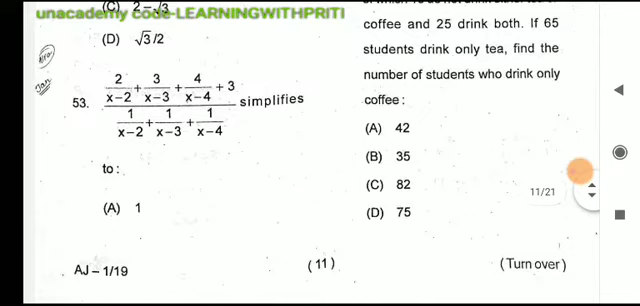 (C) 2 – √3
unacademy code-LEARNINGWITHPRITI
(D) √3/2
53. (2/(x–2) + 3/(x–3) + 4/(x–4) + 3) / (1/(x–2) + 1/(x–3) + 1/(x–4)) simplifies
to :
(A) 1
AJ – 1/19
coffee and 25 drink both. If 65
students drink only tea, find the
number of students who drink only
coffee :
(A) 42
(B) 35
(C) 82
(D) 75
11/21
(11)
(Turn over)